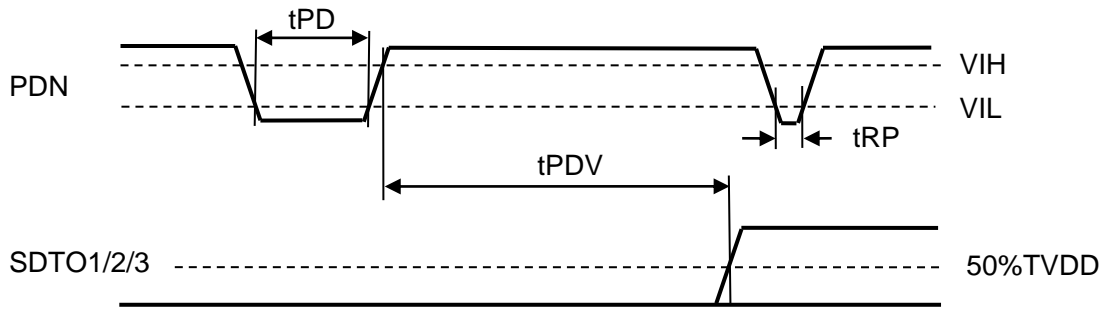 tPD
VIH
PDN
VIL
tRP
tPDV
SDTO1/2/3
50%TVDD